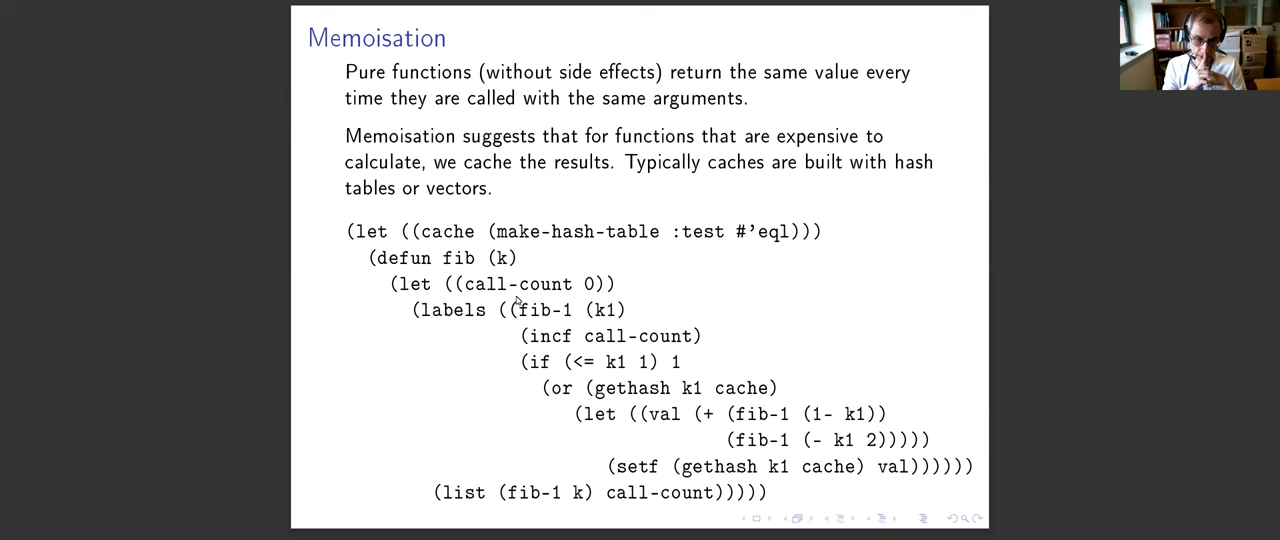 Memoisation
Pure functions (without side effects) return the same value every
time they are called with the same arguments.
Memoisation suggests that for functions that are expensive to
calculate, we cache the results. Typically caches are built with hash
tables or vectors.
(let ((cache (make-hash-table :test #'eql)))
(defun fib (k)
(let ((call-count 0))
(labels ((fib-1 (k1)
(incf call-count)
(if (<= k1 1) 1
(or (gethash k1 cache)
(let ((val (+ (fib-1 (1- k1))
(fib-1 (- k1 2)))))
(setf (gethash k1 cache) val))))))
(list (fib-1 k) call-count)))))